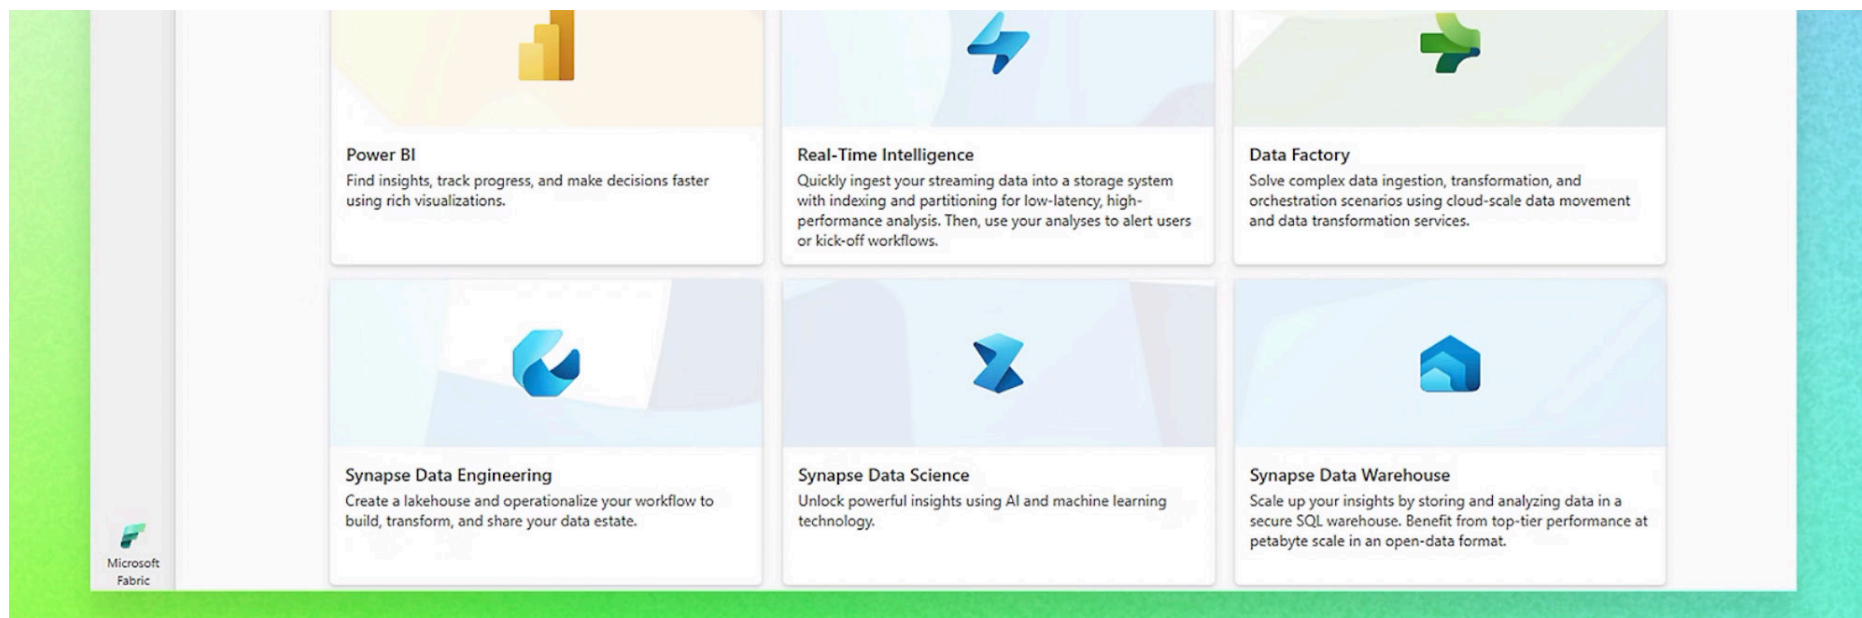 Power BI
Find insights, track progress, and make decisions faster
using rich visualizations.
Real-Time Intelligence
Quickly ingest your streaming data into a storage system
with indexing and partitioning for low-latency, high-
performance analysis. Then, use your analyses to alert users
or kick-off workflows.
Data Factory
Solve complex data ingestion, transformation, and
orchestration scenarios using cloud-scale data movement
and data transformation services.
Synapse Data Engineering
Create a lakehouse and operationalize your workflow to
build, transform, and share your data estate.
Synapse Data Science
Unlock powerful insights using AI and machine learning
technology.
Synapse Data Warehouse
Scale up your insights by storing and analyzing data in a
secure SQL warehouse. Benefit from top-tier performance at
petabyte scale in an open-data format.
Microsoft
Fabric